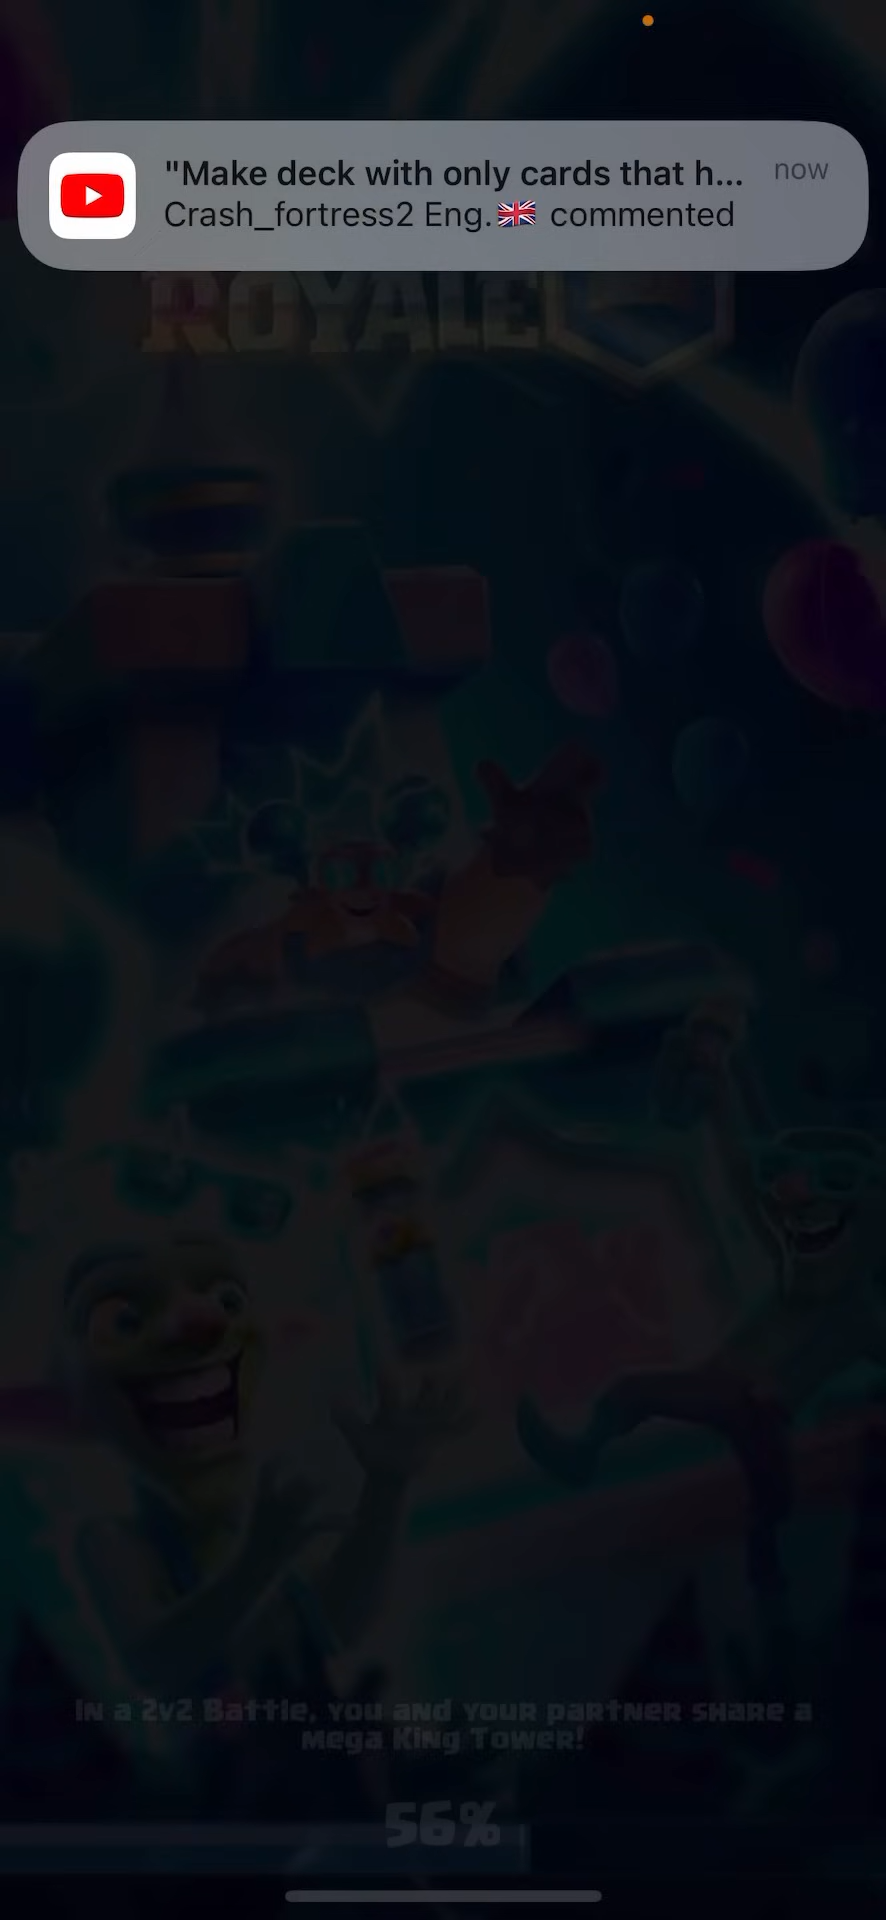 "Make deck with only cards that h...
now
Crash_fortress2 Eng.🇬🇧 commented
ROYALE
In a 2v2 Battle, you and your partner share a
Mega King Tower!
56%